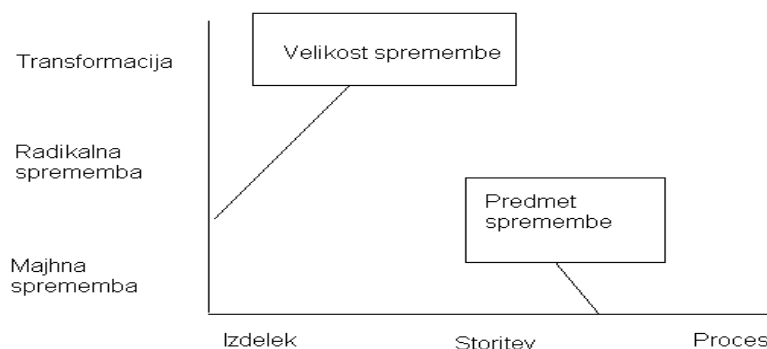 Transformacija
Velikost spremembe
Radikalna
sprememba
Predmet
spremembe
Majhna
sprememba
Izdelek
Storitev
Proces